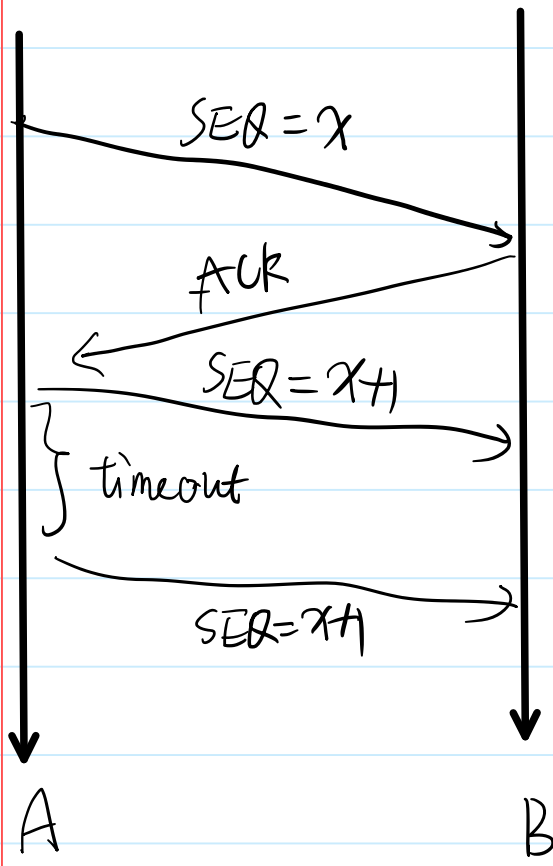 SEQ = x
ACK
SEQ = x+1
timeout
SEQ=x+1
A
B